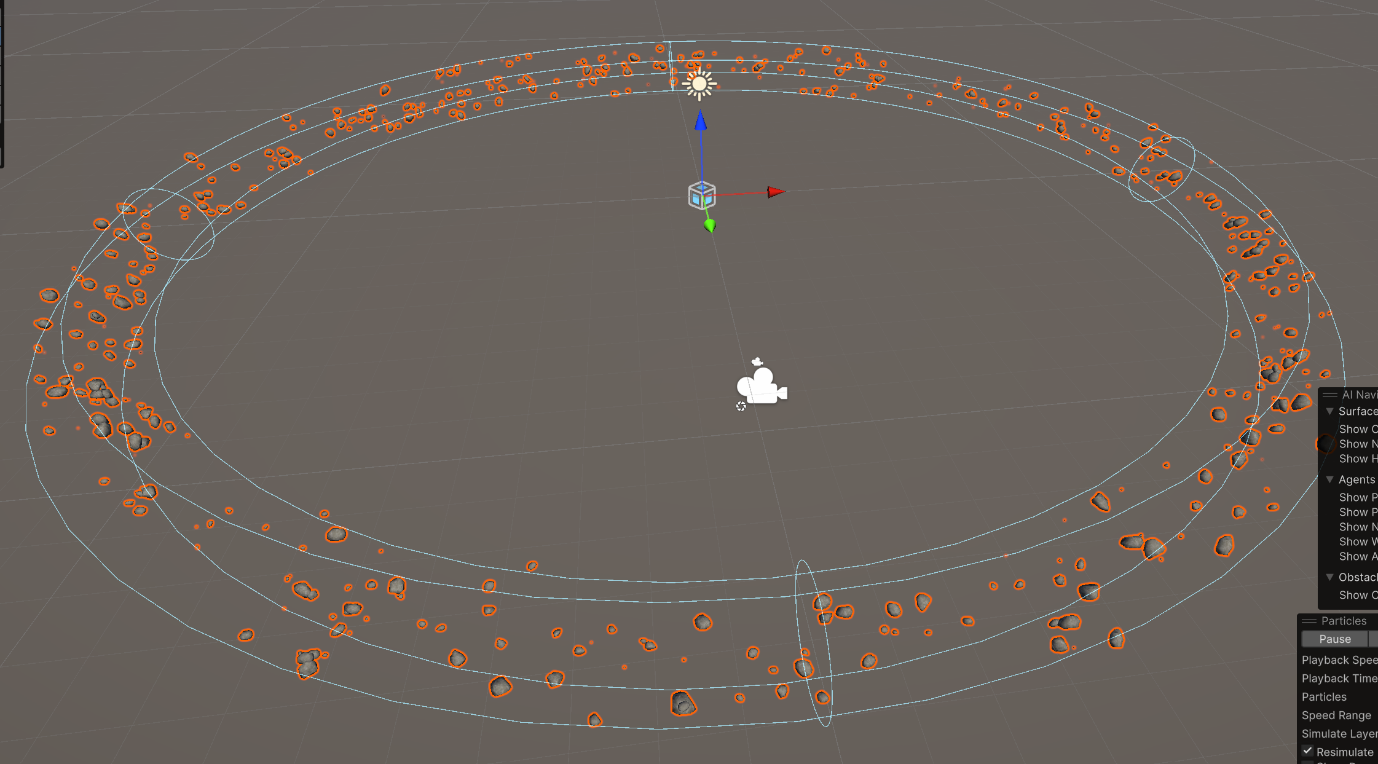 AI Navi
Surface
Show C
Show N
Show H
Agents
Show P
Show P
Show N
Show W
Show A
Obstacl
Show C
Particles
Pause
Playback Spee
Playback Time
Particles
Speed Range
Simulate Layer
Resimulate